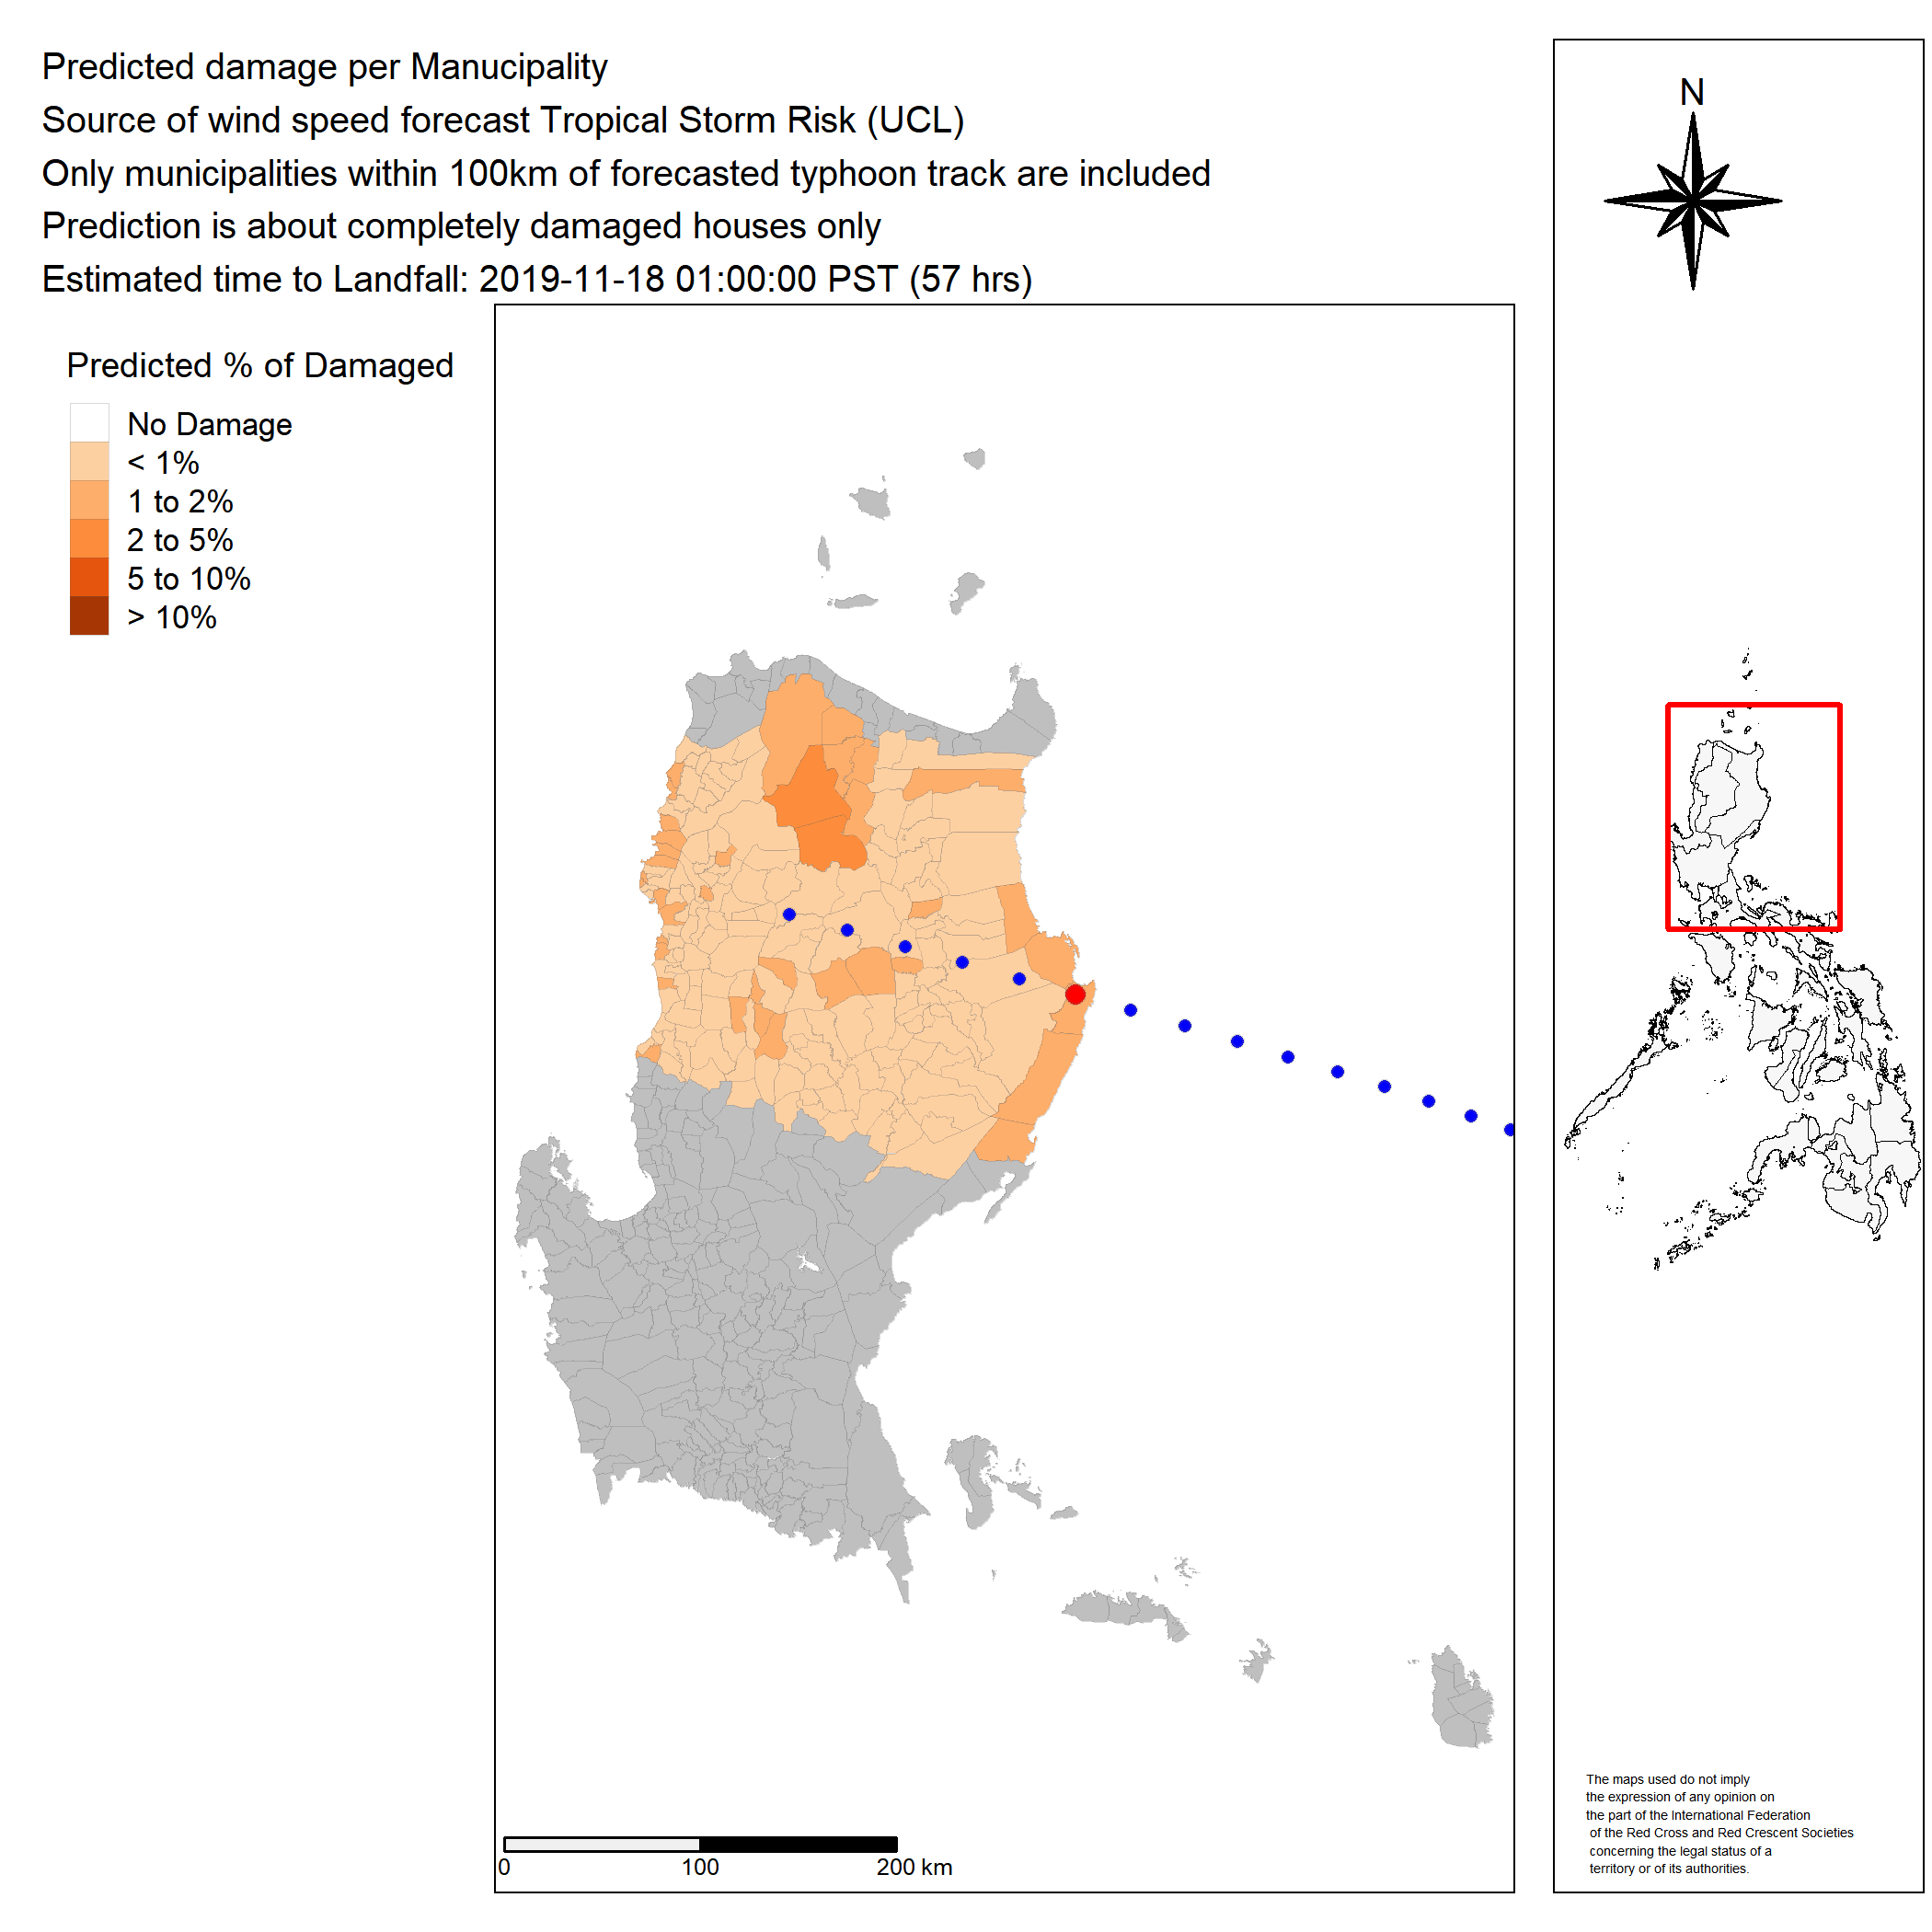 Predicted damage per Manucipality
Source of wind speed forecast Tropical Storm Risk (UCL)
Only municipalities within 100km of forecasted typhoon track are included
Prediction is about completely damaged houses only
Estimated time to Landfall: 2019-11-18 01:00:00 PST (57 hrs)
Predicted % of Damaged
No Damage
< 1%
1 to 2%
2 to 5%
5 to 10%
> 10%
N
0 100 200 km
The maps used do not imply
the expression of any opinion on
the part of the International Federation
of the Red Cross and Red Crescent Societies
concerning the legal status of a
territory or of its authorities.